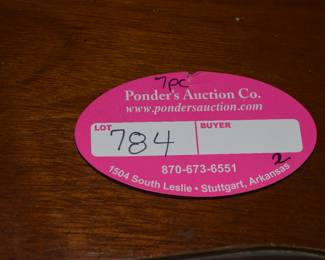 7pc
Ponder's Auction Co.
www.pondersauction.com
LOT BUYER
784
870-673-6551
2
1504 South Leslie • Stuttgart, Arkansas